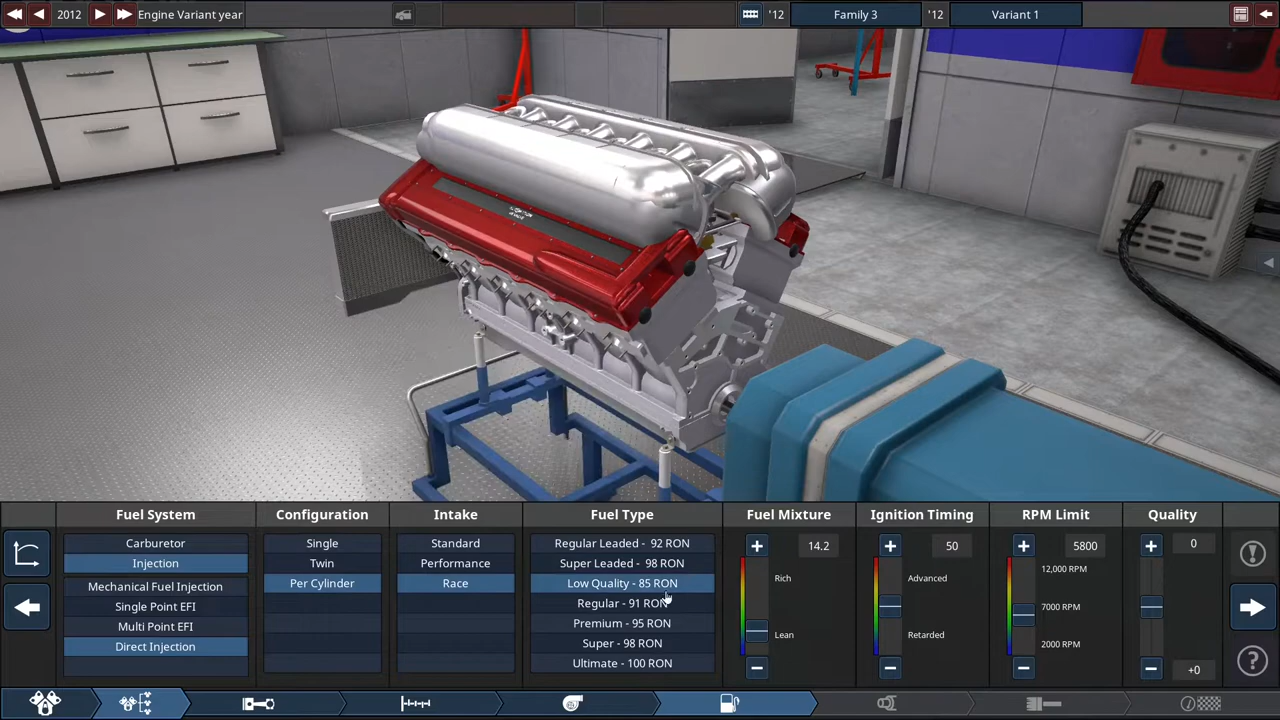 2012 Engine Variant year '12 Family 3 '12 Variant 1
Fuel System
Carburetor
Injection
Mechanical Fuel Injection
Single Point EFI
Multi Point EFI
Direct Injection
Configuration
Single
Twin
Per Cylinder
Intake
Standard
Performance
Race
Fuel Type
Regular Leaded - 92 RON
Super Leaded - 98 RON
Low Quality - 85 RON
Regular - 91 RON
Premium - 95 RON
Super - 98 RON
Ultimate - 100 RON
Fuel Mixture
14.2
Rich
Lean
Ignition Timing
50
Advanced
Retarded
RPM Limit
5800
12,000 RPM
7000 RPM
2000 RPM
Quality
0
+0